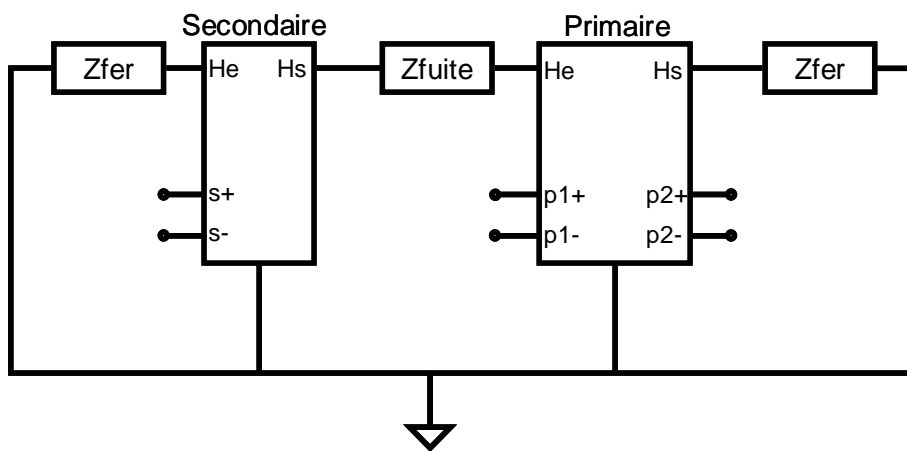 Secondaire
Primaire
Zfer
He
Hs
Zfuite
He
Hs
Zfer
s+
s-
p1+
p2+
p1-
p2-